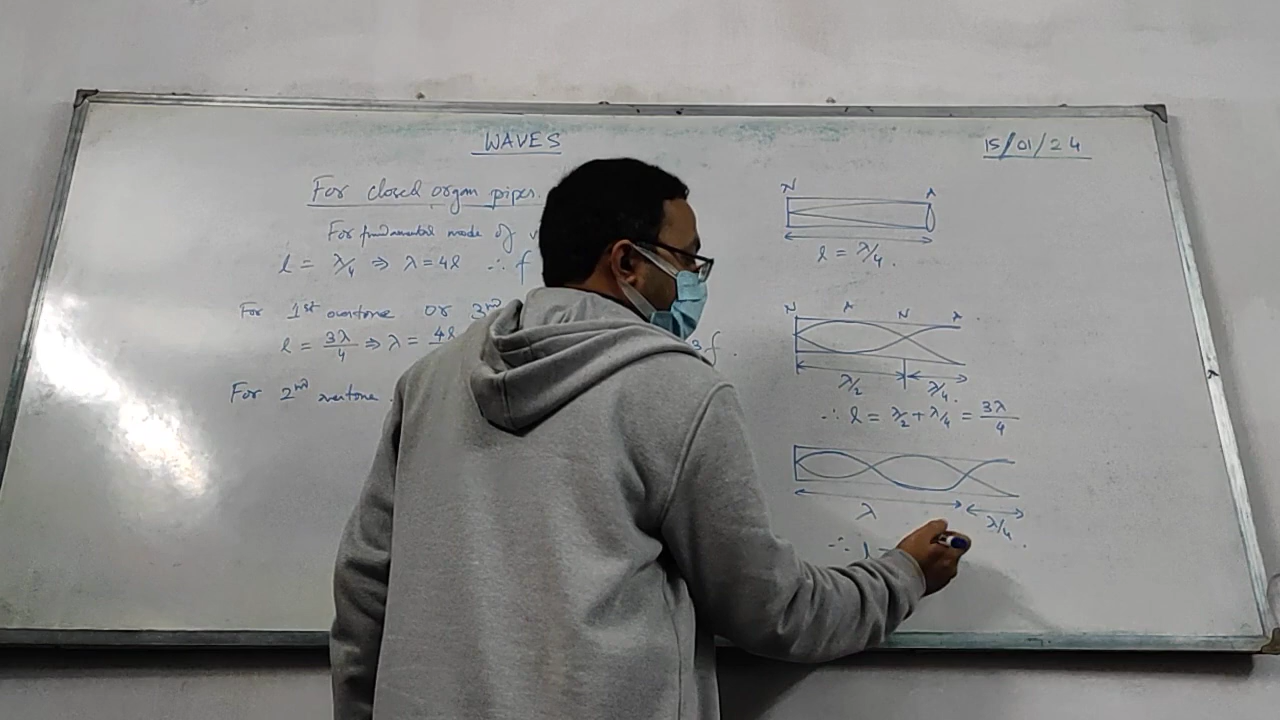 WAVES
15/01/24
For closed organ pipes.
For fundamental mode of
l = λ/4 ⇒ λ = 4l ∴ f
For 1st overtone or 3rd
l = 3λ/4 ⇒ λ = 4l
3f.
For 2nd overtone
N A
l = λ/4.
N A N A
λ/2 λ/4.
∴ l = λ/2 + λ/4 = 3λ/4
λ λ/4.
∴ l